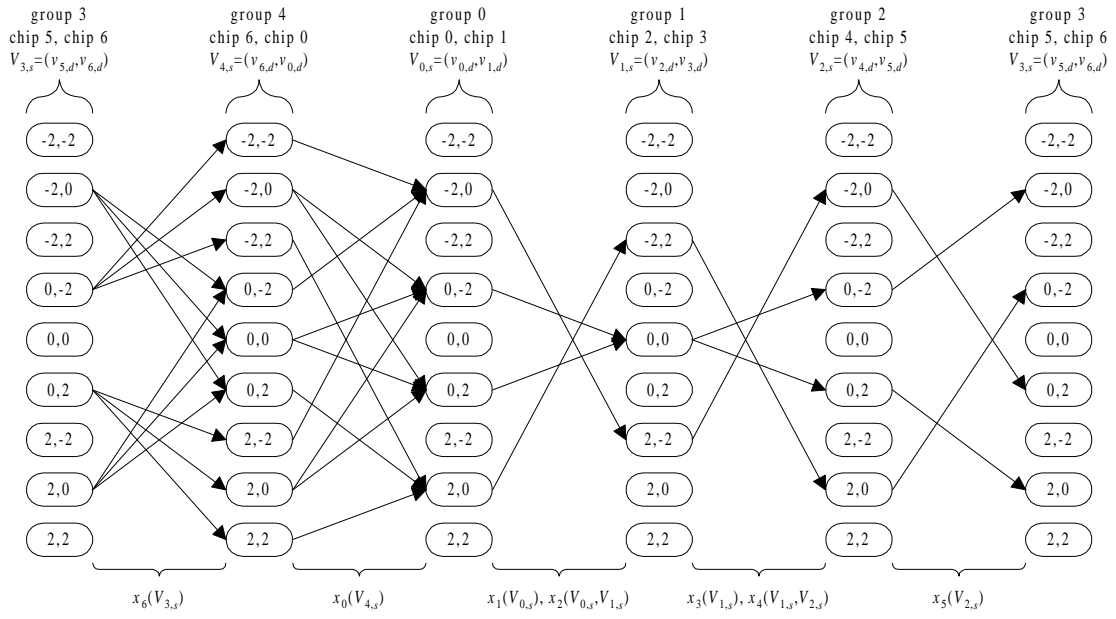 group 3 group 4 group 0 group 1 group 2 group 3
chip 5, chip 6 chip 6, chip 0 chip 0, chip 1 chip 2, chip 3 chip 4, chip 5 chip 5, chip 6
V3,s=(v5,d,v6,d) V4,s=(v6,d,v0,d) V0,s=(v0,d,v1,d) V1,s=(v2,d,v3,d) V2,s=(v4,d,v5,d) V3,s=(v5,d,v6,d)
-2,-2 -2,-2 -2,-2 -2,-2 -2,-2 -2,-2
-2,0 -2,0 -2,0 -2,0 -2,0 -2,0
-2,2 -2,2 -2,2 -2,2 -2,2 -2,2
0,-2 0,-2 0,-2 0,-2 0,-2 0,-2
0,0 0,0 0,0 0,0 0,0 0,0
0,2 0,2 0,2 0,2 0,2 0,2
2,-2 2,-2 2,-2 2,-2 2,-2 2,-2
2,0 2,0 2,0 2,0 2,0 2,0
2,2 2,2 2,2 2,2 2,2 2,2
x6(V3,s) x0(V4,s) x1(V0,s), x2(V0,s,V1,s) x3(V1,s), x4(V1,s,V2,s) x5(V2,s)